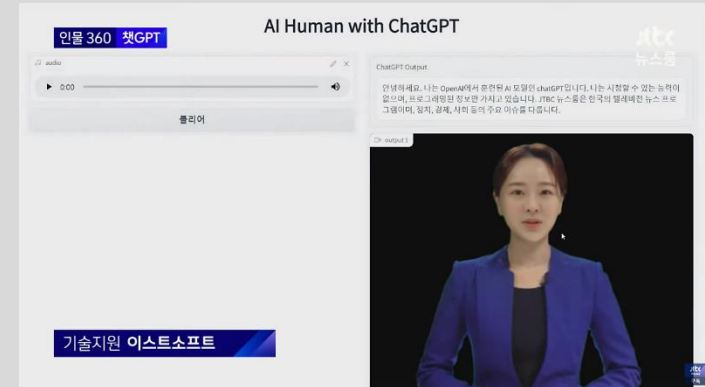 AI Human with ChatGPT
인물 360 챗GPT
jtbc
뉴스룸
audio
0:00
클리어
ChatGPT Output
안녕하세요. 나는 OpenAI에서 훈련된 AI 모델인 chatGPT입니다. 나는 시청할 수 있는 능력이
없으며, 프로그래밍된 정보만 가지고 있습니다. JTBC 뉴스룸은 한국의 텔레비전 뉴스 프로
그램이며, 정치, 경제, 사회 등의 주요 이슈를 다룹니다.
output 1
기술지원 이스트소프트
jtbc
구독